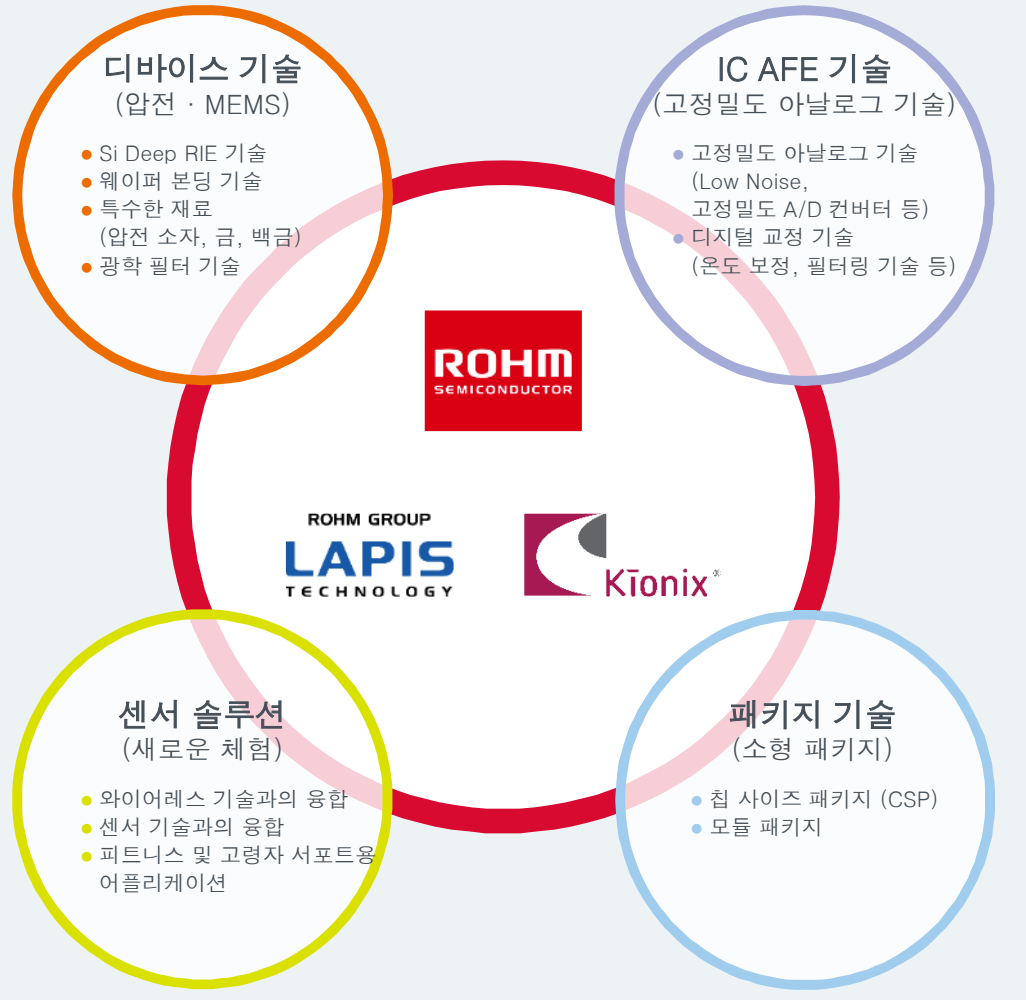 디바이스 기술
(압전 · MEMS)
● Si Deep RIE 기술
● 웨이퍼 본딩 기술
● 특수한 재료
(압전 소자, 금, 백금)
● 광학 필터 기술
IC AFE 기술
(고정밀도 아날로그 기술)
● 고정밀도 아날로그 기술
(Low Noise,
고정밀도 A/D 컨버터 등)
● 디지털 교정 기술
(온도 보정, 필터링 기술 등)
ROHM
SEMICONDUCTOR
ROHM GROUP
LAPIS
TECHNOLOGY
Kīonix®
센서 솔루션
(새로운 체험)
● 와이어레스 기술과의 융합
● 센서 기술과의 융합
● 피트니스 및 고령자 서포트용
어플리케이션
패키지 기술
(소형 패키지)
● 칩 사이즈 패키지 (CSP)
● 모듈 패키지